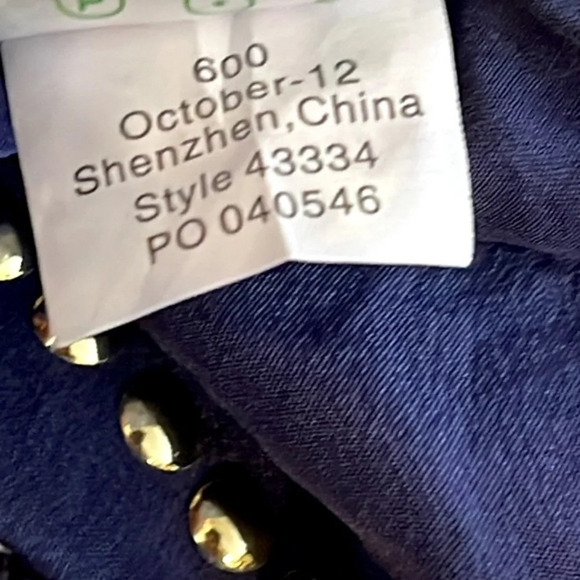 600
October-12
Shenzhen,China
Style 43334
PO 040546